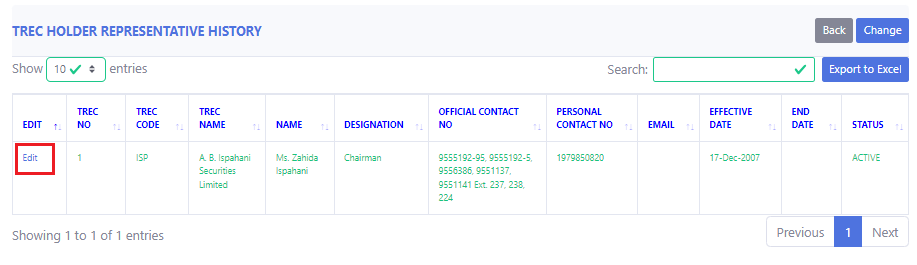 TREC HOLDER REPRESENTATIVE HISTORY
Back
Change
Show 10 entries
Search:
Export to Excel
EDIT
TREC NO
TREC CODE
TREC NAME
NAME
DESIGNATION
OFFICIAL CONTACT NO
PERSONAL CONTACT NO
EMAIL
EFFECTIVE DATE
END DATE
STATUS
Edit
1
ISP
A. B. Ispahani
Securities
Limited
Ms. Zahida
Ispahani
Chairman
9555192-95, 9555192-5,
9556386, 9551137,
9551141 Ext. 237, 238,
224
1979850820
17-Dec-2007
ACTIVE
Showing 1 to 1 of 1 entries
Previous
1
Next